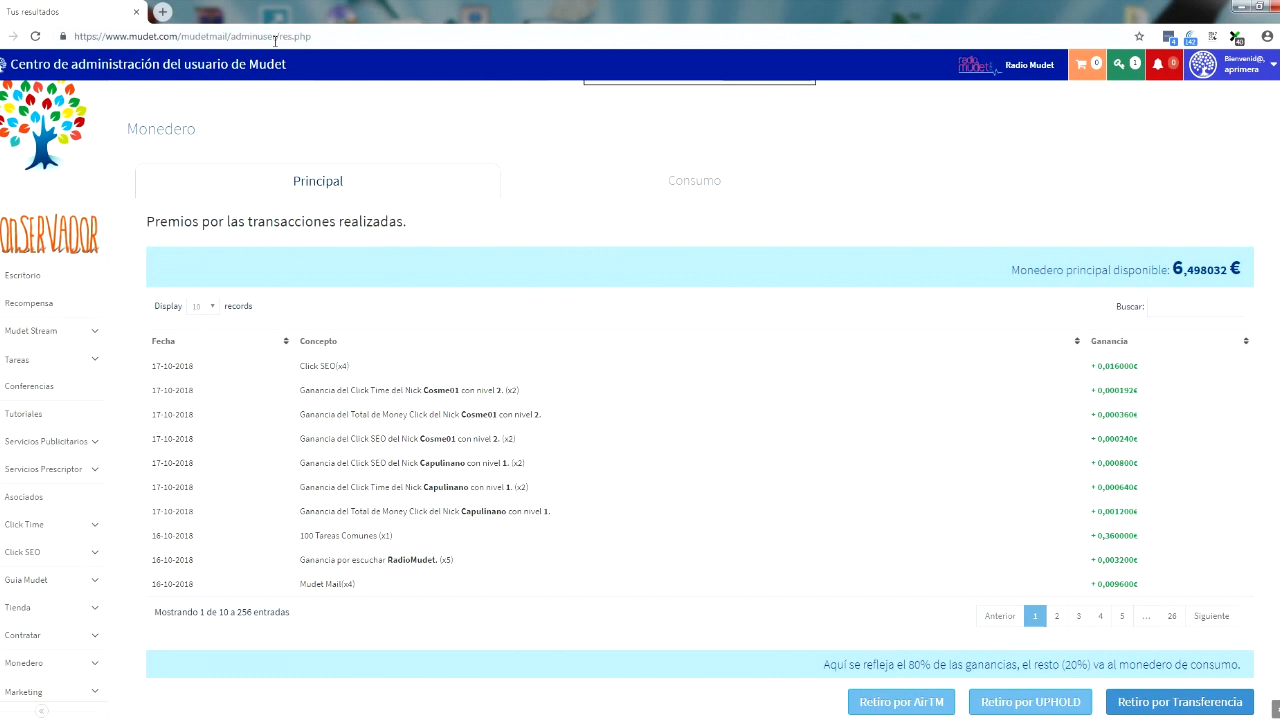 Tus resultados
https://www.mudet.com/mudetmail/adminuser/res.php
4
142
40
Centro de administración del usuario de Mudet
radio mudet
Radio Mudet
0
1
0
Bienvenid@,
aprimera
Monedero
Principal
Consumo
Premios por las transacciones realizadas.
Monedero principal disponible: 6,498032 €
Display 10 records
Buscar:
Fecha Concepto Ganancia
17-10-2018 Click SEO(x4) + 0,016000€
17-10-2018 Ganancia del Click Time del Nick Cosme01 con nivel 2. (x2) + 0,000192€
17-10-2018 Ganancia del Total de Money Click del Nick Cosme01 con nivel 2. + 0,000360€
17-10-2018 Ganancia del Click SEO del Nick Cosme01 con nivel 2. (x2) + 0,000240€
17-10-2018 Ganancia del Click SEO del Nick Capulinano con nivel 1. (x2) + 0,000800€
17-10-2018 Ganancia del Click Time del Nick Capulinano con nivel 1. (x2) + 0,000640€
17-10-2018 Ganancia del Total de Money Click del Nick Capulinano con nivel 1. + 0,001200€
16-10-2018 100 Tareas Comunes (x1) + 0,360000€
16-10-2018 Ganancia por escuchar RadioMudet. (x5) + 0,003200€
16-10-2018 Mudet Mail(x4) + 0,009600€
Mostrando 1 de 10 a 256 entradas
Anterior 1 2 3 4 5 ... 26 Siguiente
Aquí se refleja el 80% de las ganancias, el resto (20%) va al monedero de consumo.
Retiro por AirTM
Retiro por UPHOLD
Retiro por Transferencia
onSERVADOR
Escritorio
Recompensa
Mudet Stream
Tareas
Conferencias
Tutoriales
Servicios Publicitarios
Servicios Prescriptor
Asociados
Click Time
Click SEO
Guia Mudet
Tienda
Contratar
Monedero
Marketing